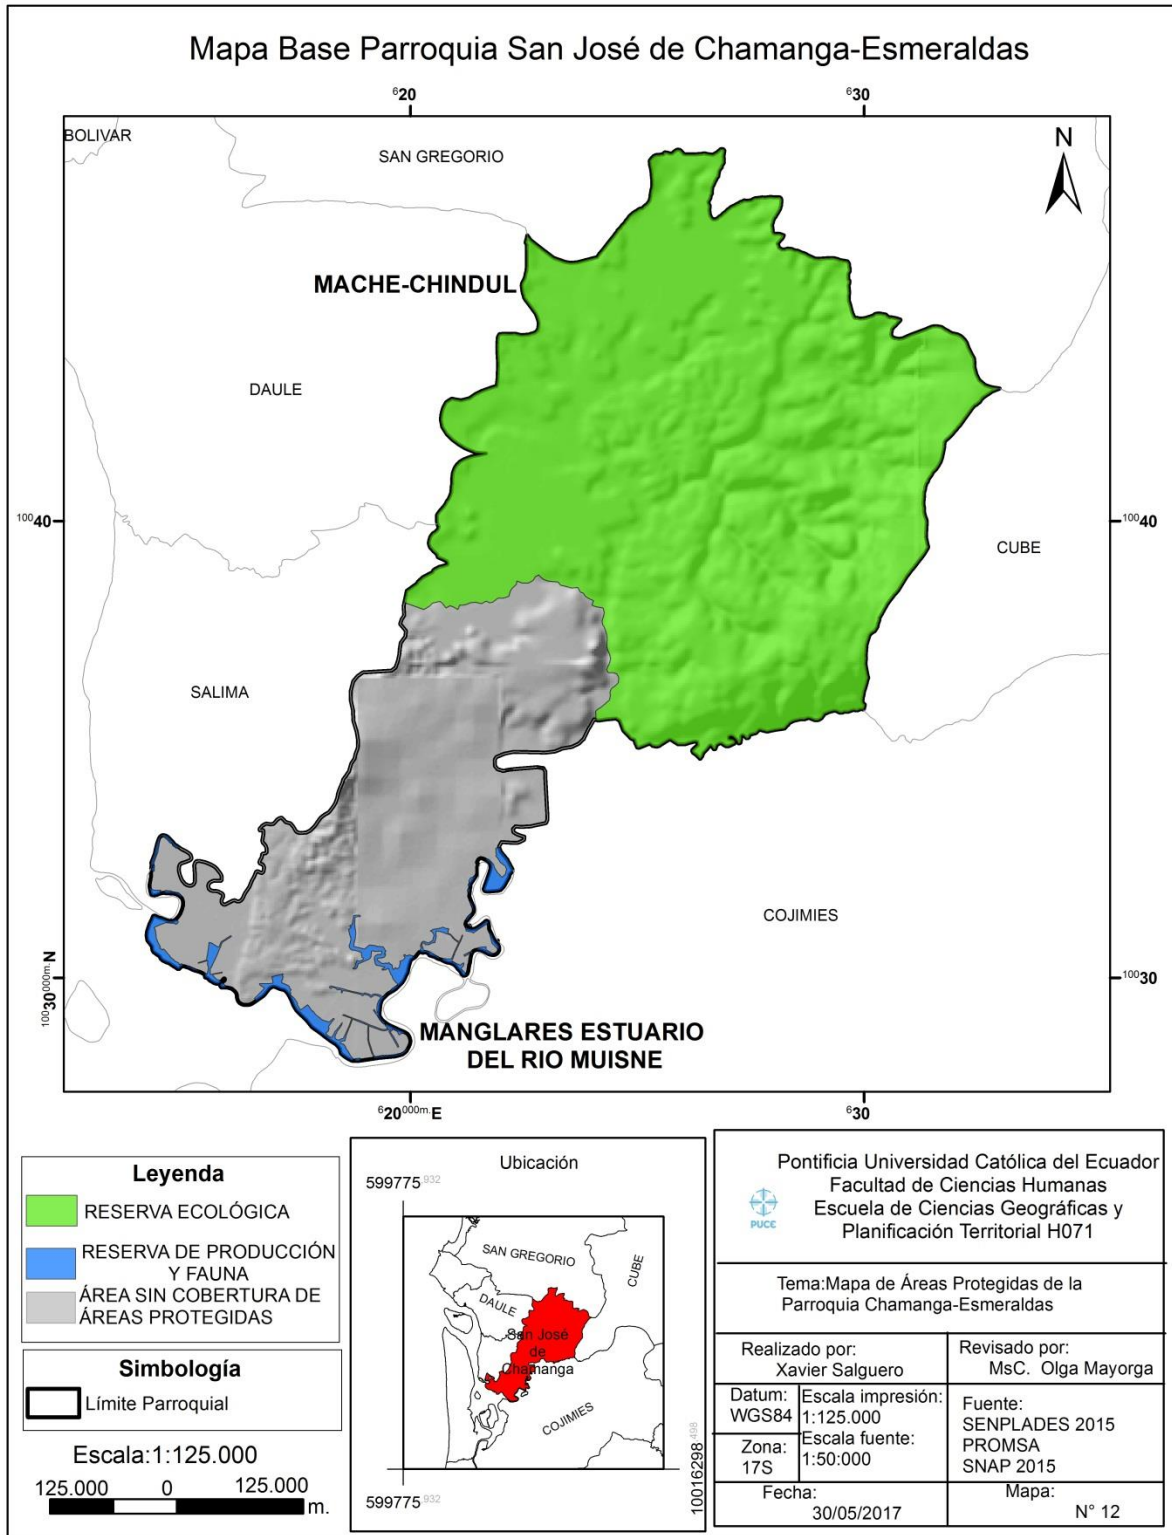 Mapa Base Parroquia San José de Chamanga-Esmeraldas
620
630
BOLIVAR
SAN GREGORIO
N
MACHE-CHINDUL
DAULE
10040
10040
CUBE
SALIMA
COJIMIES
10030000m.N
10030
MANGLARES ESTUARIO
DEL RIO MUISNE
620000m.E
630
Leyenda
RESERVA ECOLÓGICA
RESERVA DE PRODUCCIÓN
Y FAUNA
ÁREA SIN COBERTURA DE
ÁREAS PROTEGIDAS
Simbología
Límite Parroquial
Escala:1:125.000
125.000 0 125.000
m.
Ubicación
599775.932
SAN GREGORIO
CUBE
DAULE
San José
de
Chamanga
COJIMIES
10016298.498
599775.932
PUCE
Pontificia Universidad Católica del Ecuador
Facultad de Ciencias Humanas
Escuela de Ciencias Geográficas y
Planificación Territorial H071
Tema:Mapa de Áreas Protegidas de la
Parroquia Chamanga-Esmeraldas
Realizado por:
Xavier Salguero
Revisado por:
MsC. Olga Mayorga
Datum:
WGS84
Escala impresión:
1:125.000
Zona:
17S
Escala fuente:
1:50:000
Fuente:
SENPLADES 2015
PROMSA
SNAP 2015
Fecha:
30/05/2017
Mapa:
N° 12